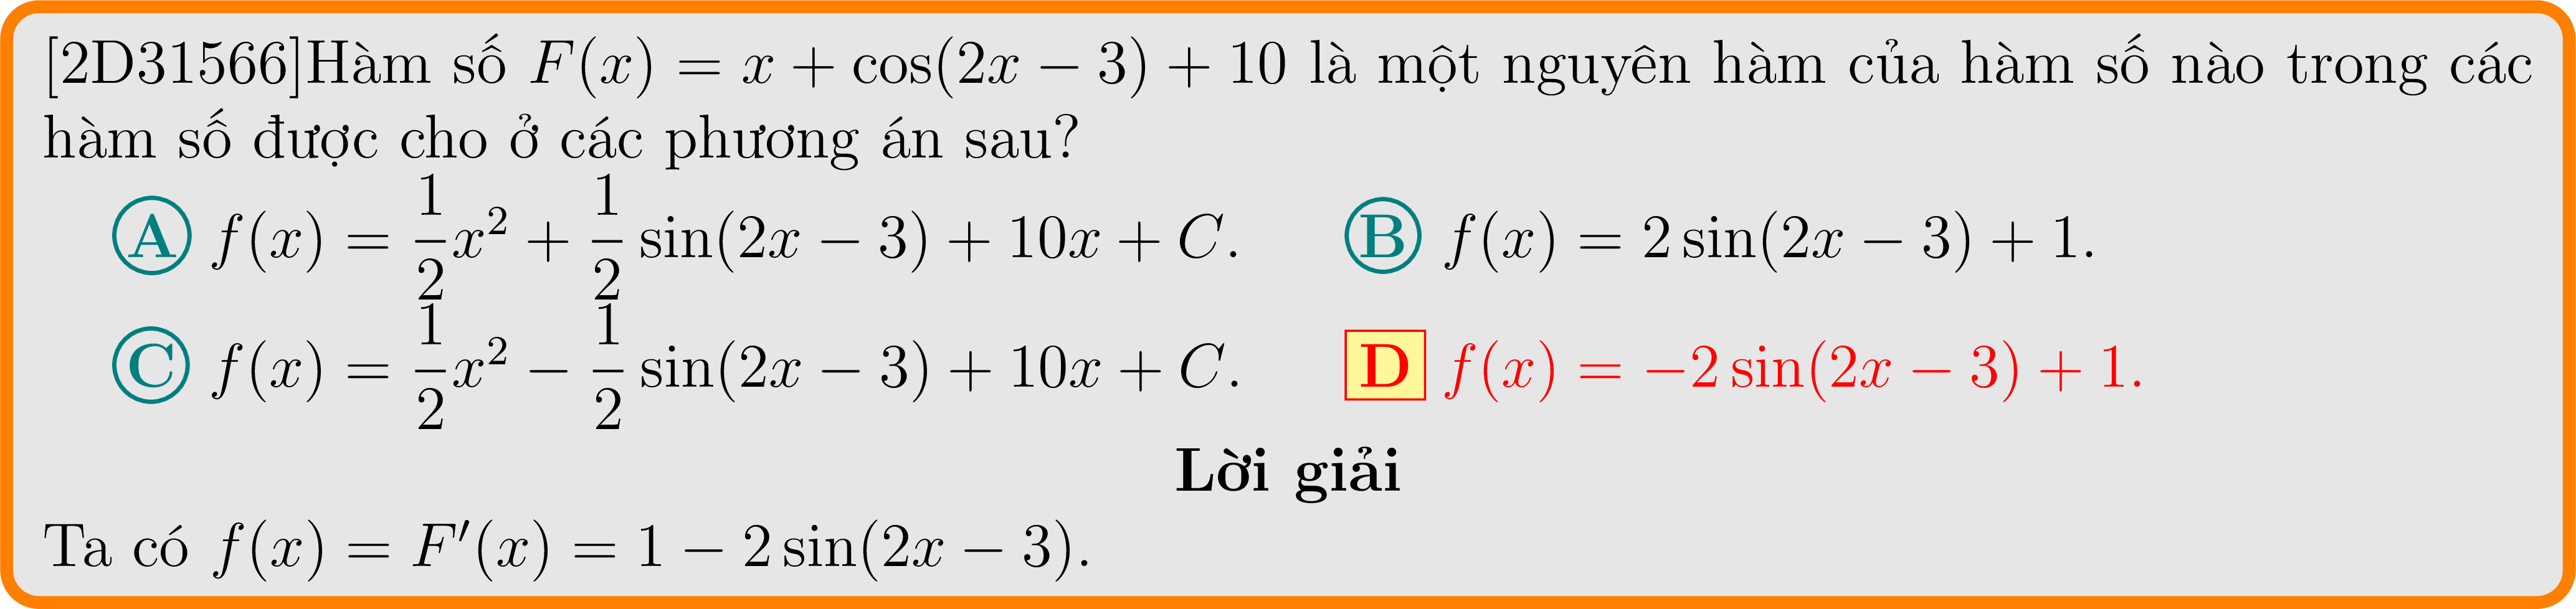 [2D31566]Hàm số F(x) = x + cos(2x − 3) + 10 là một nguyên hàm của hàm số nào trong các
hàm số được cho ở các phương án sau?
A f(x) = \frac{1}{2}x^2 + \frac{1}{2} sin(2x − 3) + 10x + C. B f(x) = 2 sin(2x − 3) + 1.
C f(x) = \frac{1}{2}x^2 − \frac{1}{2} sin(2x − 3) + 10x + C. D f(x) = −2 sin(2x − 3) + 1.
Lời giải
Ta có f(x) = F′(x) = 1 − 2 sin(2x − 3).